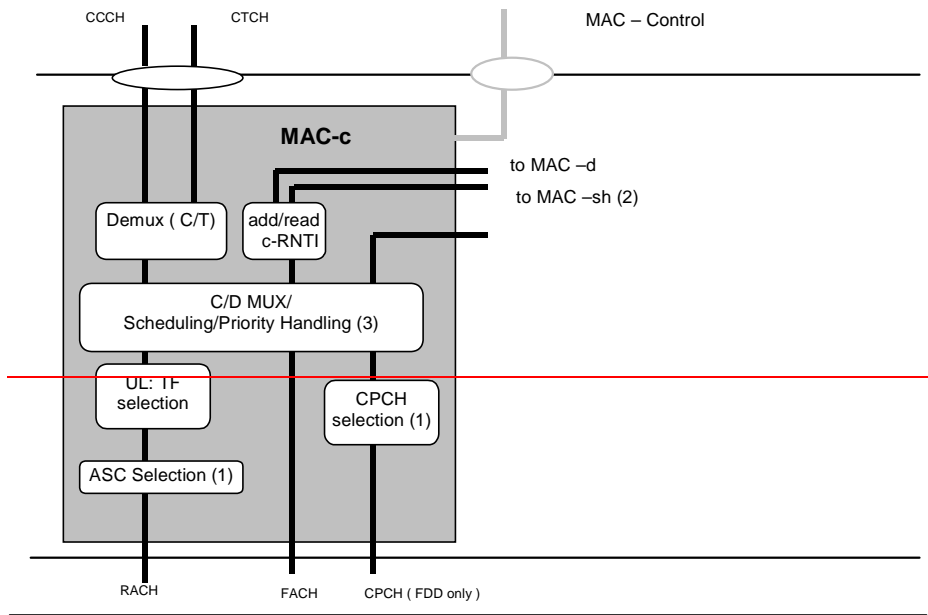 CCCH
CTCH
MAC – Control
MAC-c
to MAC –d
to MAC –sh (2)
Demux ( C/T)
add/read
c-RNTI
C/D MUX/
Scheduling/Priority Handling (3)
UL: TF
selection
CPCH
selection (1)
ASC Selection (1)
RACH
FACH
CPCH ( FDD only )